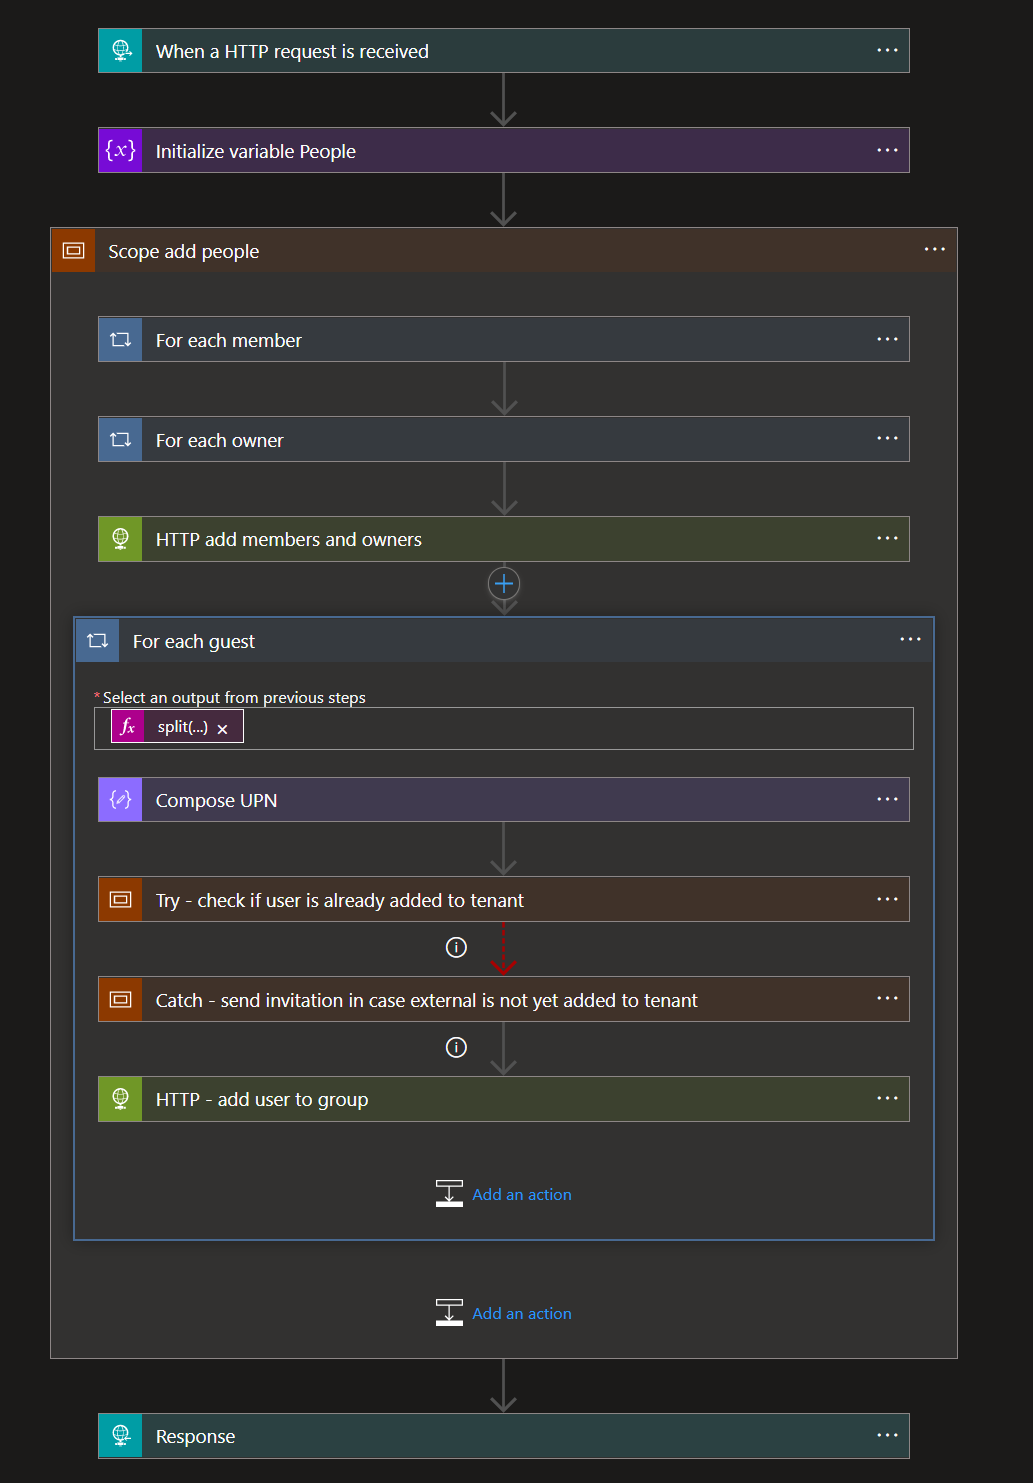 When a HTTP request is received
{x} Initialize variable People
Scope add people
For each member
For each owner
HTTP add members and owners
For each guest
* Select an output from previous steps
fx split(...) ×
Compose UPN
Try - check if user is already added to tenant
Catch - send invitation in case external is not yet added to tenant
HTTP - add user to group
Add an action
Add an action
Response